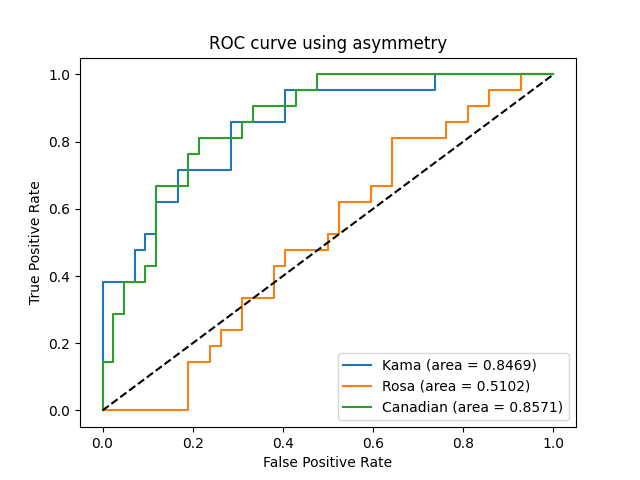 ROC curve using asymmetry
True Positive Rate
1.0
0.8
0.6
0.4
0.2
0.0
Kama (area = 0.8469)
Rosa (area = 0.5102)
Canadian (area = 0.8571)
0.0 0.2 0.4 0.6 0.8 1.0
False Positive Rate